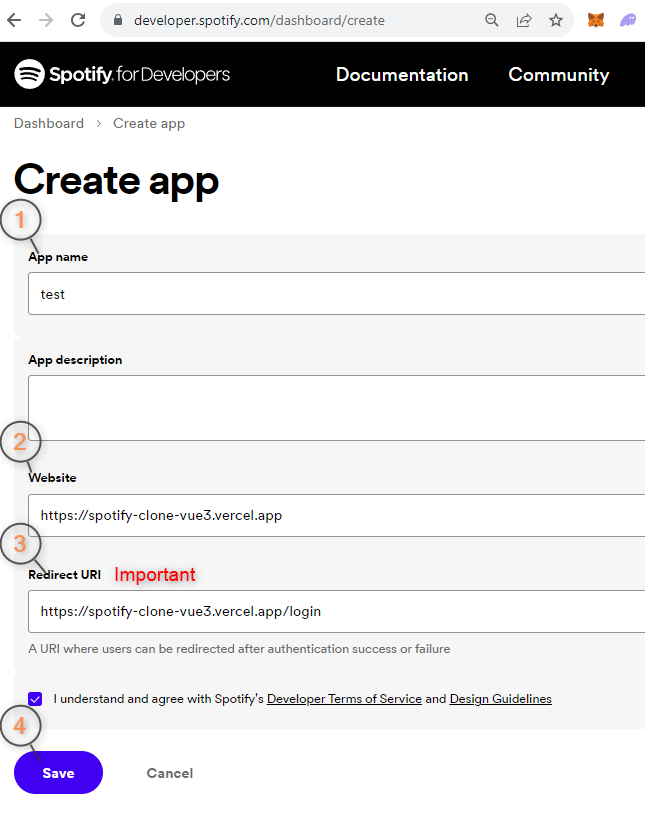 developer.spotify.com/dashboard/create
Spotify for Developers
Documentation
Community
Dashboard > Create app
Create app
1
App name
test
App description
2
Website
https://spotify-clone-vue3.vercel.app
3
Redirect URI Important
https://spotify-clone-vue3.vercel.app/login
A URI where users can be redirected after authentication success or failure
I understand and agree with Spotify's Developer Terms of Service and Design Guidelines
4
Save
Cancel